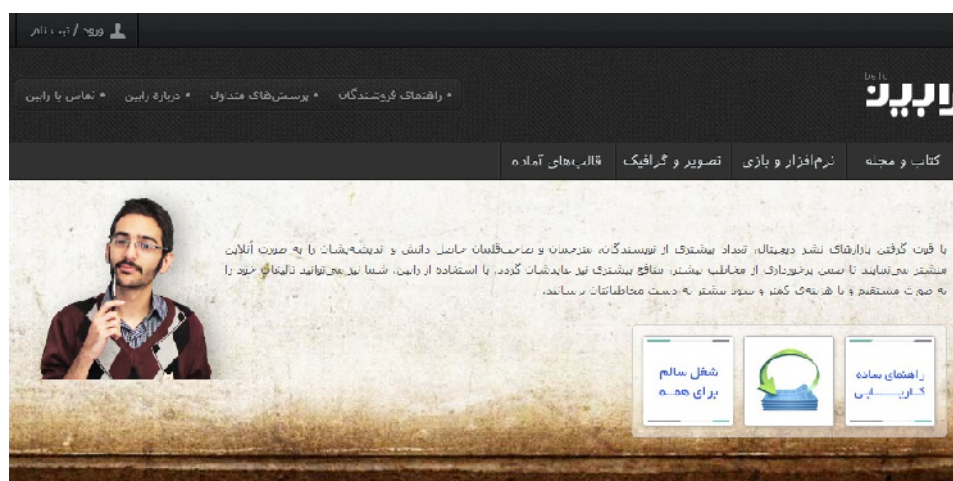 ورود / ثبت نام
beta
رابین
• راهنمای فروشندگان • پرسش‌های متداول • درباره رابین • تماس با رابین
کتاب و مجله نرم‌افزار و بازی تصویر و گرافیک قالب‌های آماده
با قوت گرفتن بازارهای نشر دیجیتال، تعداد بیشتری از نویسندگان، مترجمان و صاحب‌قلمان حاصل دانش و اندیشه‌یشان را به صورت آنلاین
منتشر می‌نمایند تا ضمن برخورداری از مخاطب بیشتر، منافع بیشتری نیز عایدشان گردد. با استفاده از رابین، شما نیز می‌توانید تالیفات خود را
به صورت مستقیم و با هزینه‌ی کمتر و سود بیشتر به دست مخاطبانتان برسانید.
راهنمای ساده
کاریـــابی
شغل سالم
برای همــه